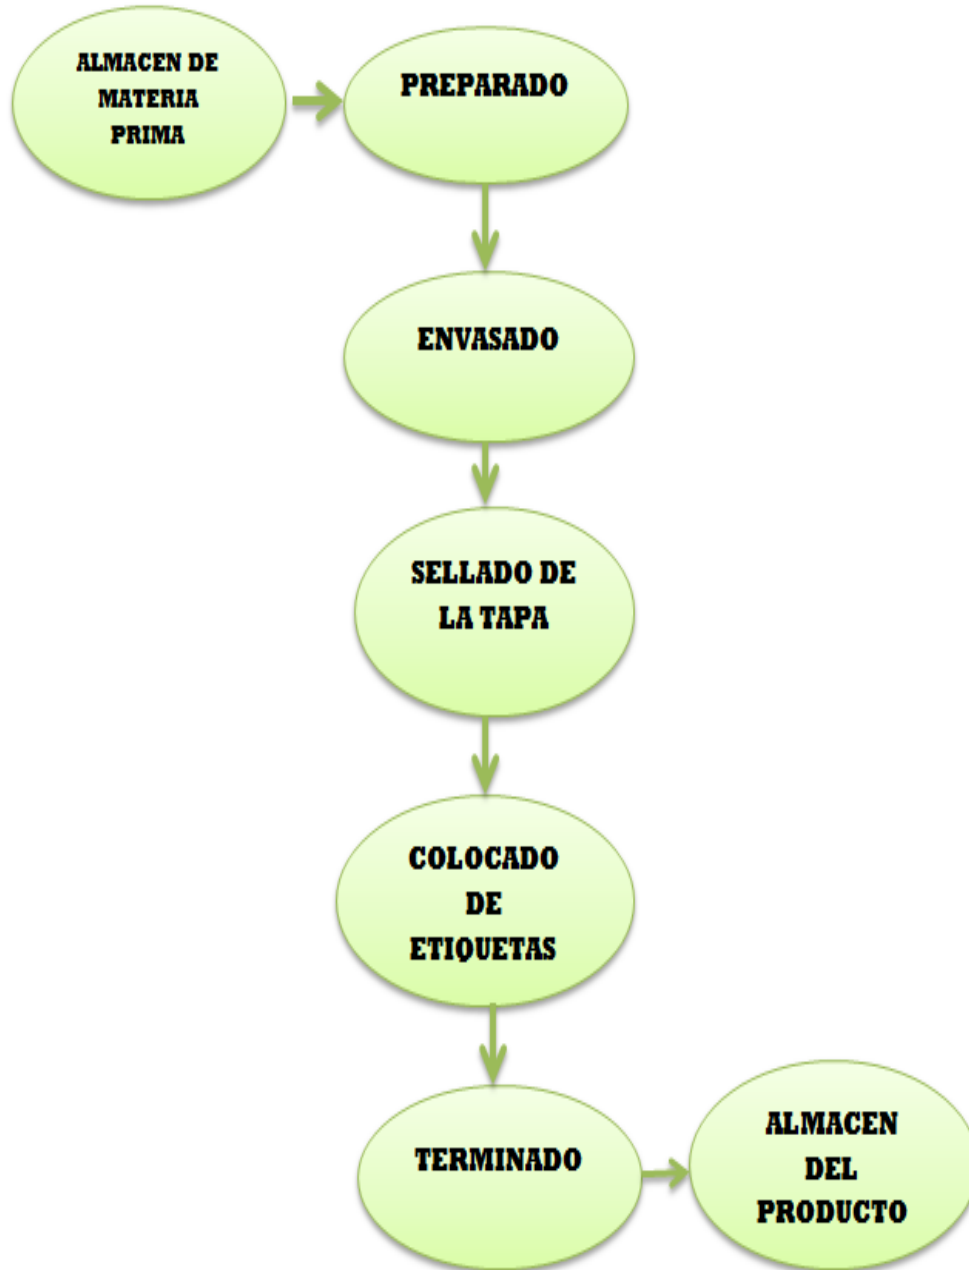 ALMACEN DE
MATERIA
PRIMA
PREPARADO
ENVASADO
SELLADO DE
LA TAPA
COLOCADO
DE
ETIQUETAS
TERMINADO
ALMACEN
DEL
PRODUCTO